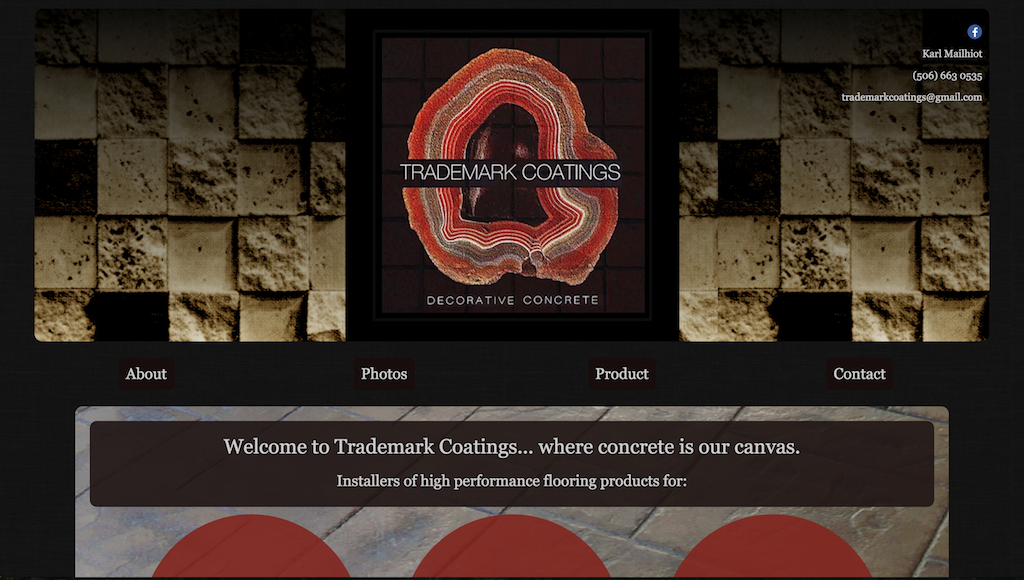 Karl Mailhiot
(506) 663 0535
trademarkcoatings@gmail.com
TRADEMARK COATINGS
DECORATIVE CONCRETE
About
Photos
Product
Contact
Welcome to Trademark Coatings... where concrete is our canvas.
Installers of high performance flooring products for: